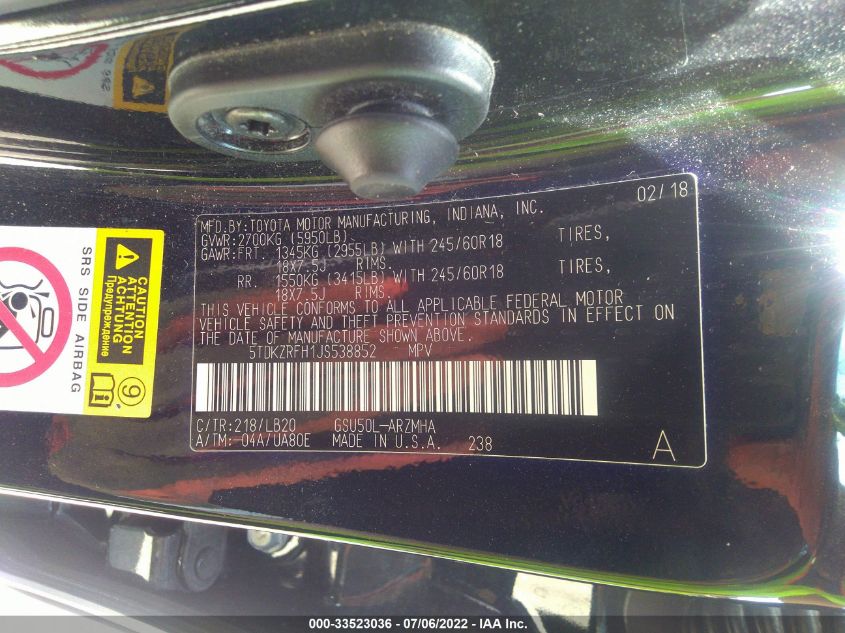 MFD.BY:TOYOTA MOTOR MANUFACTURING, INDIANA, INC. 02/18
GVWR:2700KG (5950LB)
GAWR:FRT. 1345KG (2955LB) WITH 245/60R18 TIRES,
18X7.5J RIMS.
RR. 1550KG (3415LB) WITH 245/60R18 TIRES,
18X7.5J RIMS.
THIS VEHICLE CONFORMS TO ALL APPLICABLE FEDERAL MOTOR
VEHICLE SAFETY AND THEFT PREVENTION STANDARDS IN EFFECT ON
THE DATE OF MANUFACTURE SHOWN ABOVE.
5TDKZRFH1JS538852 MPV
C/TR:218/LB20 GSU50L-ARZMHA
A/TM:-04A/UA80E MADE IN U.S.A. 238 A
CAUTION
ATTENTION
ACHTUNG
Предупреждение
SRS SIDE AIRBAG
9
000-33523036 - 07/06/2022 - IAAI Inc.